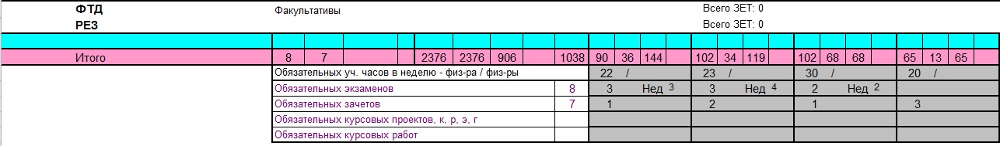 ФТД Факультативы Всего ЗЕТ: 0
РЕЗ Всего ЗЕТ: 0
Итого 8 7 2376 2376 906 1038 90 36 144 102 34 119 102 68 68 65 13 65
Обязательных уч. часов в неделю - физ-ра / физ-ры 22 / 23 / 30 / 20 /
Обязательных экзаменов 8 3 Нед 3 3 Нед 4 2 Нед 2
Обязательных зачетов 7 1 2 1 3
Обязательных курсовых проектов, к, р, э, г
Обязательных курсовых работ